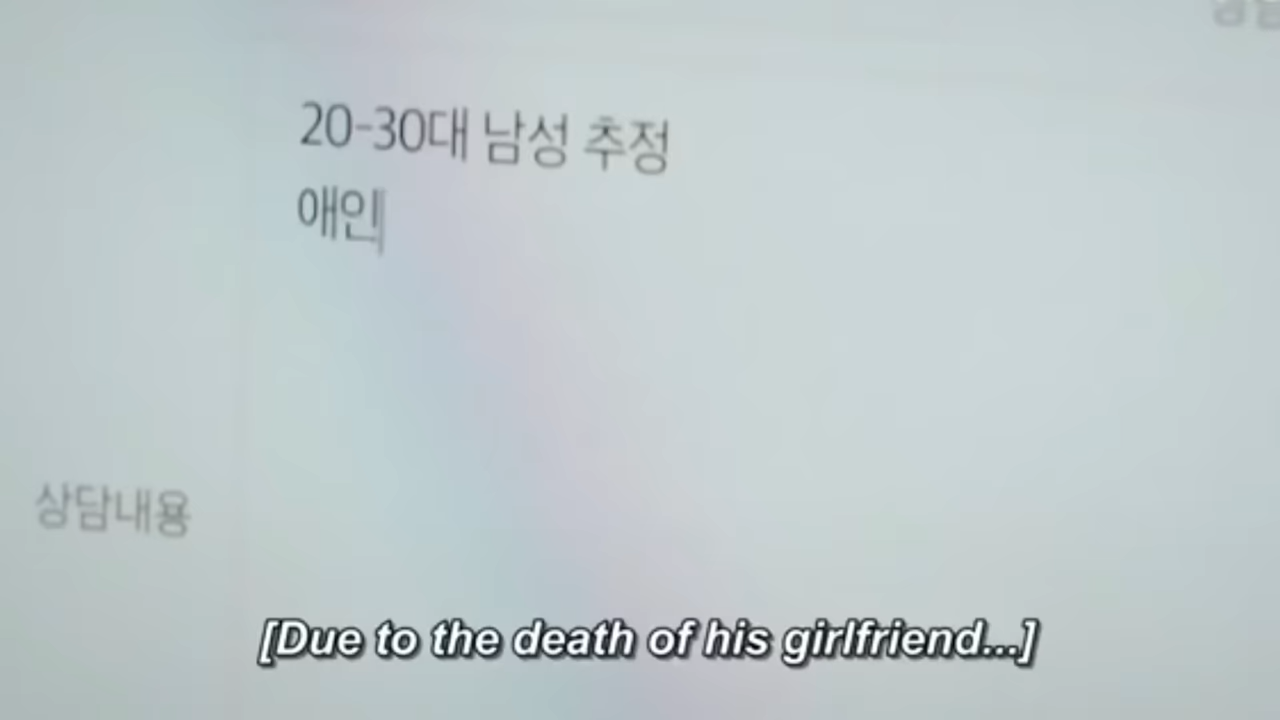 20-30대 남성 추정
애인
상담내용
[Due to the death of his girlfriend...]